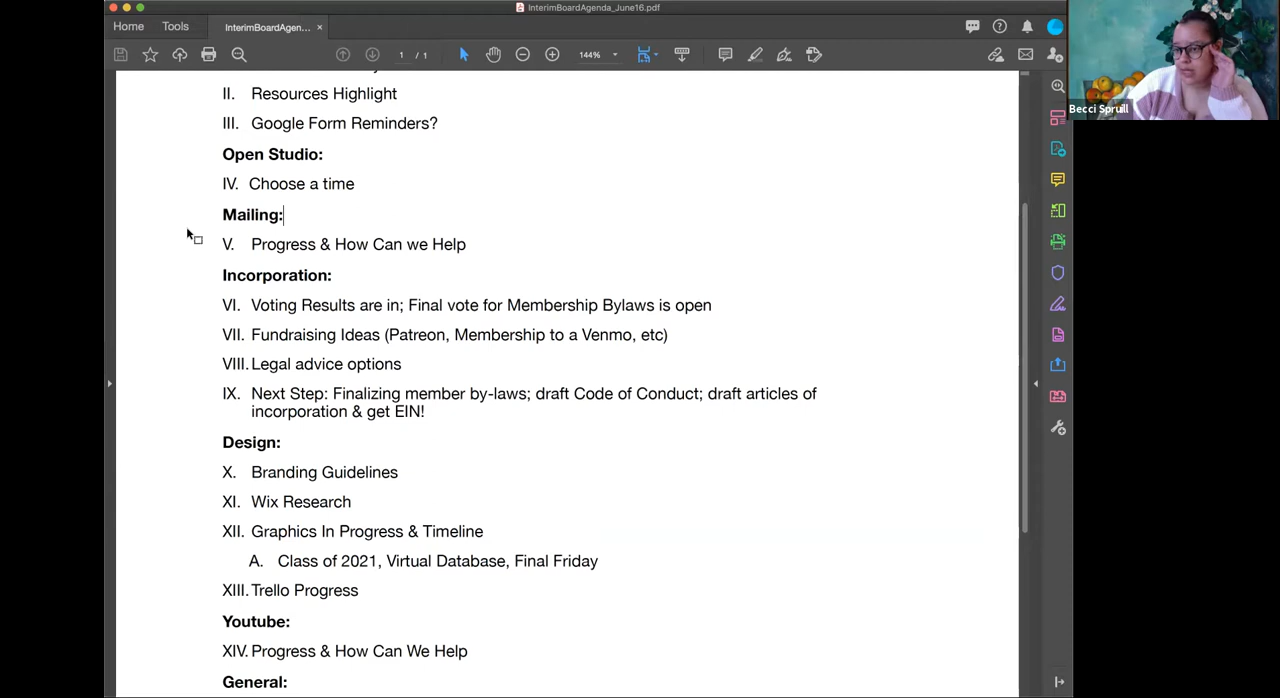 InterimBoardAgenda_June16.pdf
Home
Tools
InterimBoardAgen... ×
1 / 1
144%
Becci Spruill
II. Resources Highlight
III. Google Form Reminders?
Open Studio:
IV. Choose a time
Mailing:
V. Progress & How Can we Help
Incorporation:
VI. Voting Results are in; Final vote for Membership Bylaws is open
VII. Fundraising Ideas (Patreon, Membership to a Venmo, etc)
VIII. Legal advice options
IX. Next Step: Finalizing member by-laws; draft Code of Conduct; draft articles of
incorporation & get EIN!
Design:
X. Branding Guidelines
XI. Wix Research
XII. Graphics In Progress & Timeline
A. Class of 2021, Virtual Database, Final Friday
XIII. Trello Progress
Youtube:
XIV. Progress & How Can We Help
General: